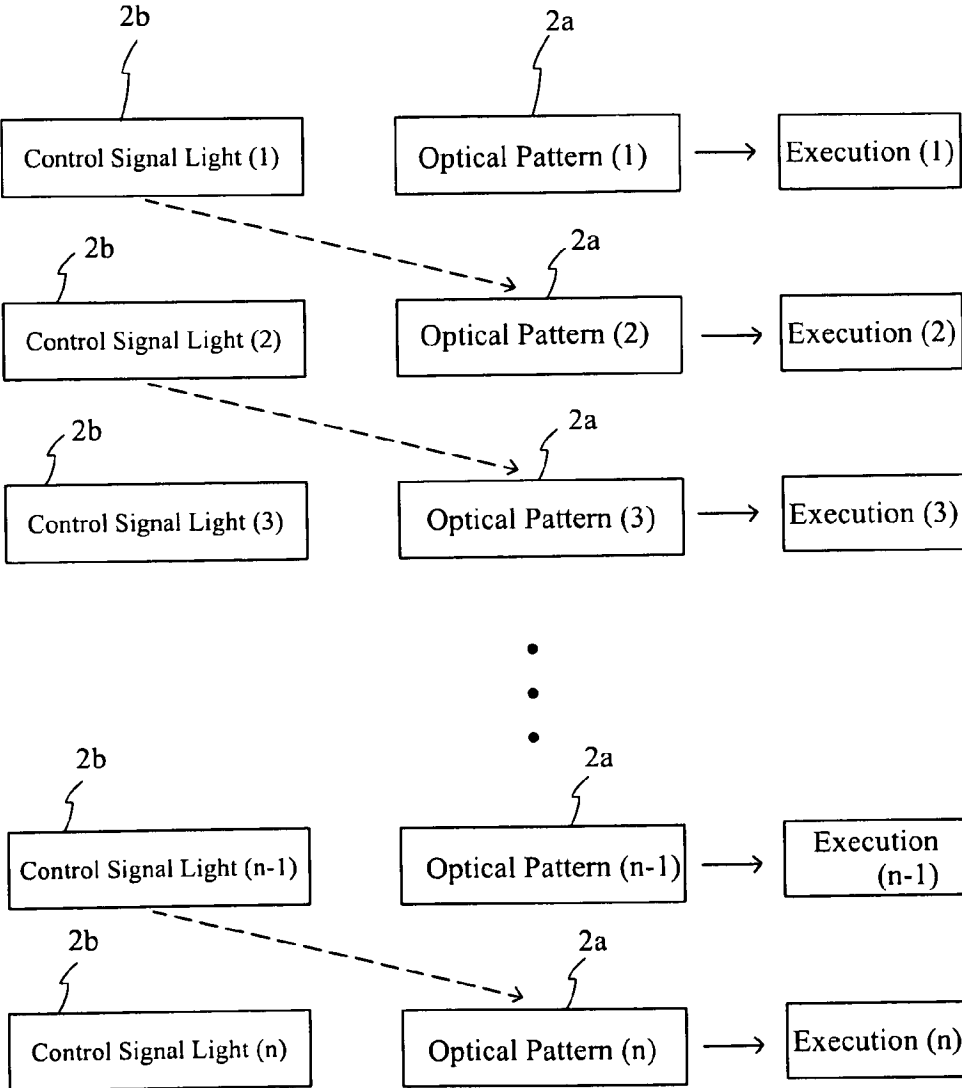 2b
2a
Control Signal Light (1)
Optical Pattern (1)
Execution (1)
2b
2a
Control Signal Light (2)
Optical Pattern (2)
Execution (2)
2b
2a
Control Signal Light (3)
Optical Pattern (3)
Execution (3)
2b
2a
Control Signal Light (n-1)
Optical Pattern (n-1)
Execution
(n-1)
2b
2a
Control Signal Light (n)
Optical Pattern (n)
Execution (n)